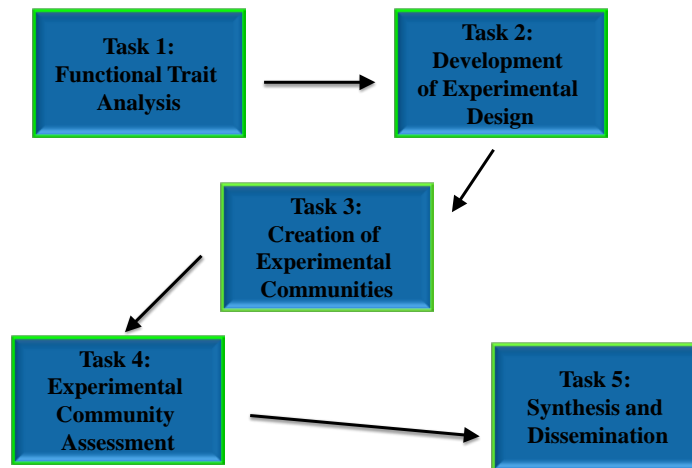 Task 1:
Functional Trait
Analysis
Task 2:
Development
of Experimental
Design
Task 3:
Creation of
Experimental
Communities
Task 4:
Experimental
Community
Assessment
Task 5:
Synthesis and
Dissemination